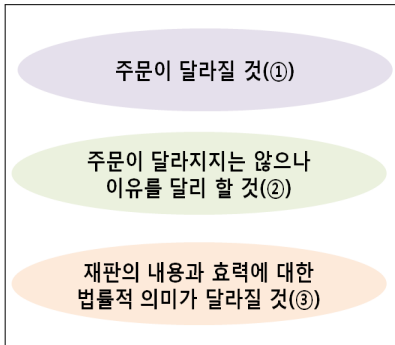 주문이 달라질 것(①)
주문이 달라지지는 않으나
이유를 달리 할 것(②)
재판의 내용과 효력에 대한
법률적 의미가 달라질 것(③)